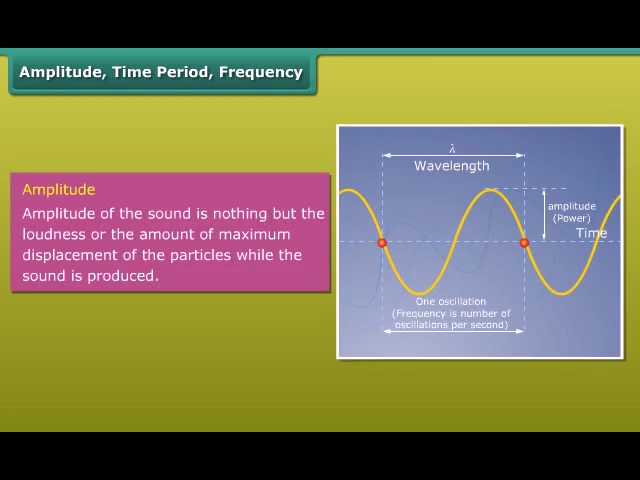 Amplitude, Time Period, Frequency
Amplitude
Amplitude of the sound is nothing but the
loudness or the amount of maximum
displacement of the particles while the
sound is produced.
λ
Wavelength
amplitude
(Power)
Time
One oscillation
(Frequency is number of
oscillations per second)